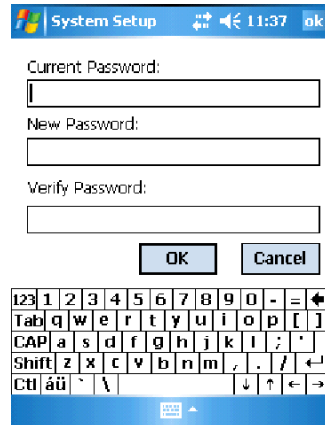 System Setup 11:37 ok
Current Password:
New Password:
Verify Password:
OK Cancel
123 1 2 3 4 5 6 7 8 9 0 - = ←
Tab q w e r t y u i o p [ ]
CAP a s d f g h j k l ; '
Shift z x c v b n m , . / ↵
Ctl áü ` \ ↓ ↑ ← →